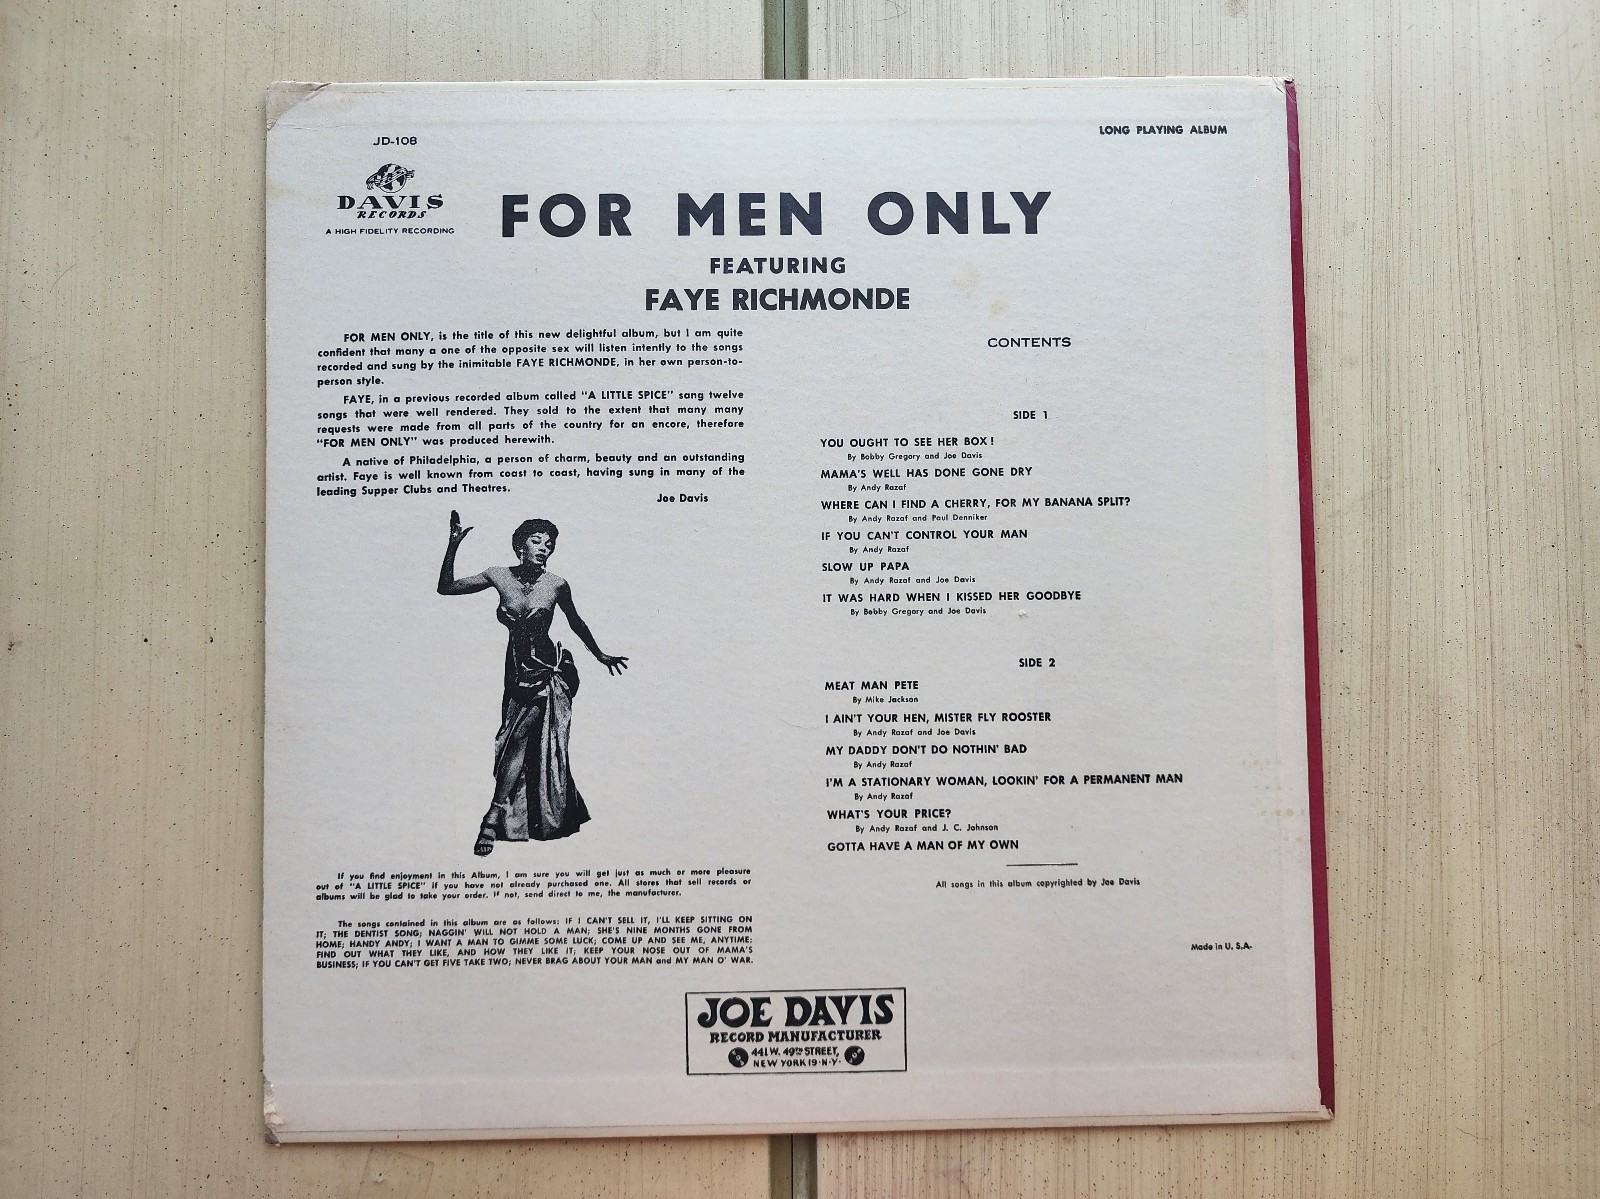 JD-108
LONG PLAYING ALBUM
DAVIS
RECORDS
A HIGH FIDELITY RECORDING
FOR MEN ONLY
FEATURING
FAYE RICHMONDE
FOR MEN ONLY, is the title of this new delightful album, but I am quite
confident that many a one of the opposite sex will listen intently to the songs
recorded and sung by the inimitable FAYE RICHMONDE, in her own person-to-
person style.
FAYE, in a previous recorded album called "A LITTLE SPICE" sang twelve
songs that were well rendered. They sold to the extent that many many
requests were made from all parts of the country for an encore, therefore
"FOR MEN ONLY" was produced herewith.
A native of Philadelphia, a person of charm, beauty and an outstanding
artist. Faye is well known from coast to coast, having sung in many of the
leading Supper Clubs and Theatres.
Joe Davis
If you find enjoyment in this Album, I am sure you will get just as much or more pleasure
out of "A LITTLE SPICE" if you have not already purchased one. All stores that sell records or
albums will be glad to take your order. If not, send direct to me, the manufacturer.
The songs contained in this album are as follows: IF I CAN'T SELL IT, I'LL KEEP SITTING ON
IT; THE DENTIST SONG; NAGGIN' WILL NOT HOLD A MAN; SHE'S NINE MONTHS GONE FROM
HOME; HANDY ANDY; I WANT A MAN TO GIMME SOME LUCK; COME UP AND SEE ME, ANYTIME;
FIND OUT WHAT THEY LIKE, AND HOW THEY LIKE IT; KEEP YOUR NOSE OUT OF MAMA'S
BUSINESS; IF YOU CAN'T GET FIVE TAKE TWO; NEVER BRAG ABOUT YOUR MAN and MY MAN O' WAR.
CONTENTS
SIDE 1
YOU OUGHT TO SEE HER BOX!
By Bobby Gregory and Joe Davis
MAMA'S WELL HAS DONE GONE DRY
By Andy Razaf
WHERE CAN I FIND A CHERRY, FOR MY BANANA SPLIT?
By Andy Razaf and Paul Denniker
IF YOU CAN'T CONTROL YOUR MAN
By Andy Razaf
SLOW UP PAPA
By Andy Razaf and Joe Davis
IT WAS HARD WHEN I KISSED HER GOODBYE
By Bobby Gregory and Joe Davis
SIDE 2
MEAT MAN PETE
By Mike Jackson
I AIN'T YOUR HEN, MISTER FLY ROOSTER
By Andy Razaf and Joe Davis
MY DADDY DON'T DO NOTHIN' BAD
By Andy Razaf
I'M A STATIONARY WOMAN, LOOKIN' FOR A PERMANENT MAN
By Andy Razaf
WHAT'S YOUR PRICE?
By Andy Razaf and J. C. Johnson
GOTTA HAVE A MAN OF MY OWN
All songs in this album copyrighted by Joe Davis
Made in U. S.A.
JOE DAVIS
RECORD MANUFACTURER
441 W. 49TH STREET,
NEW YORK 19·N·Y·